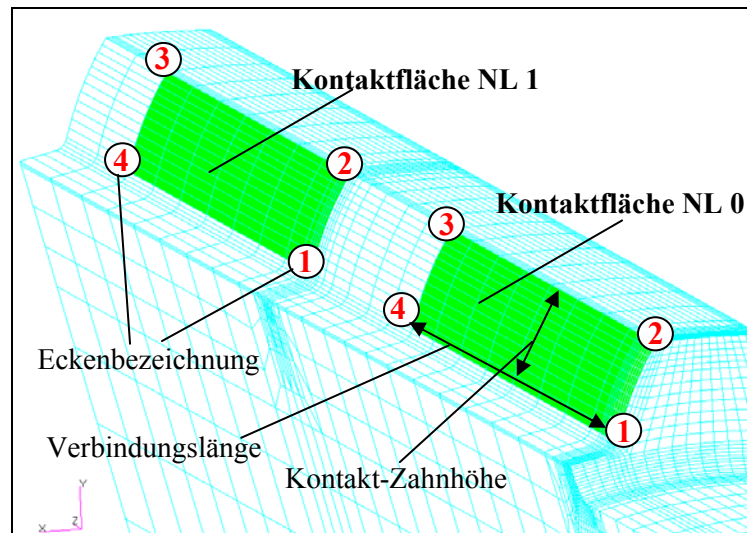 3
Kontaktfläche NL 1
4
2
Kontaktfläche NL 0
3
1
4
2
Eckenbezeichnung
1
Verbindungslänge
Kontakt-Zahnhöhe
Y
X
Z